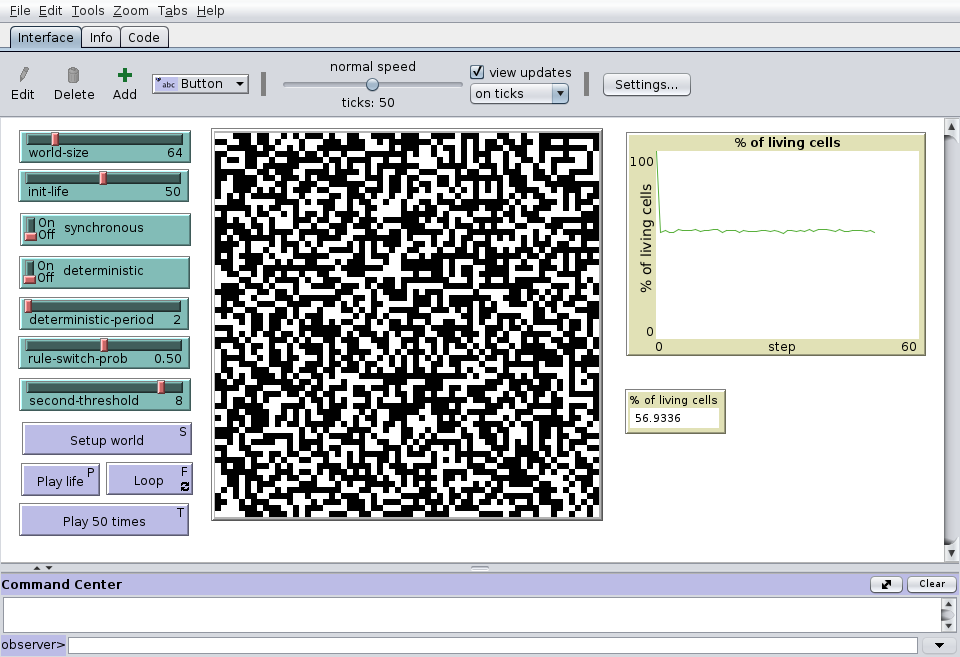 File Edit Tools Zoom Tabs Help
Interface Info Code
normal speed
Edit Delete Add abc Button ticks: 50 view updates on ticks Settings...
world-size 64
init-life 50
On Off synchronous
On Off deterministic
deterministic-period 2
rule-switch-prob 0.50
second-threshold 8
Setup world S
Play life P Loop F
Play 50 times T
% of living cells
100
% of living cells
0
0 step 60
% of living cells
56.9336
Command Center Clear
observer>